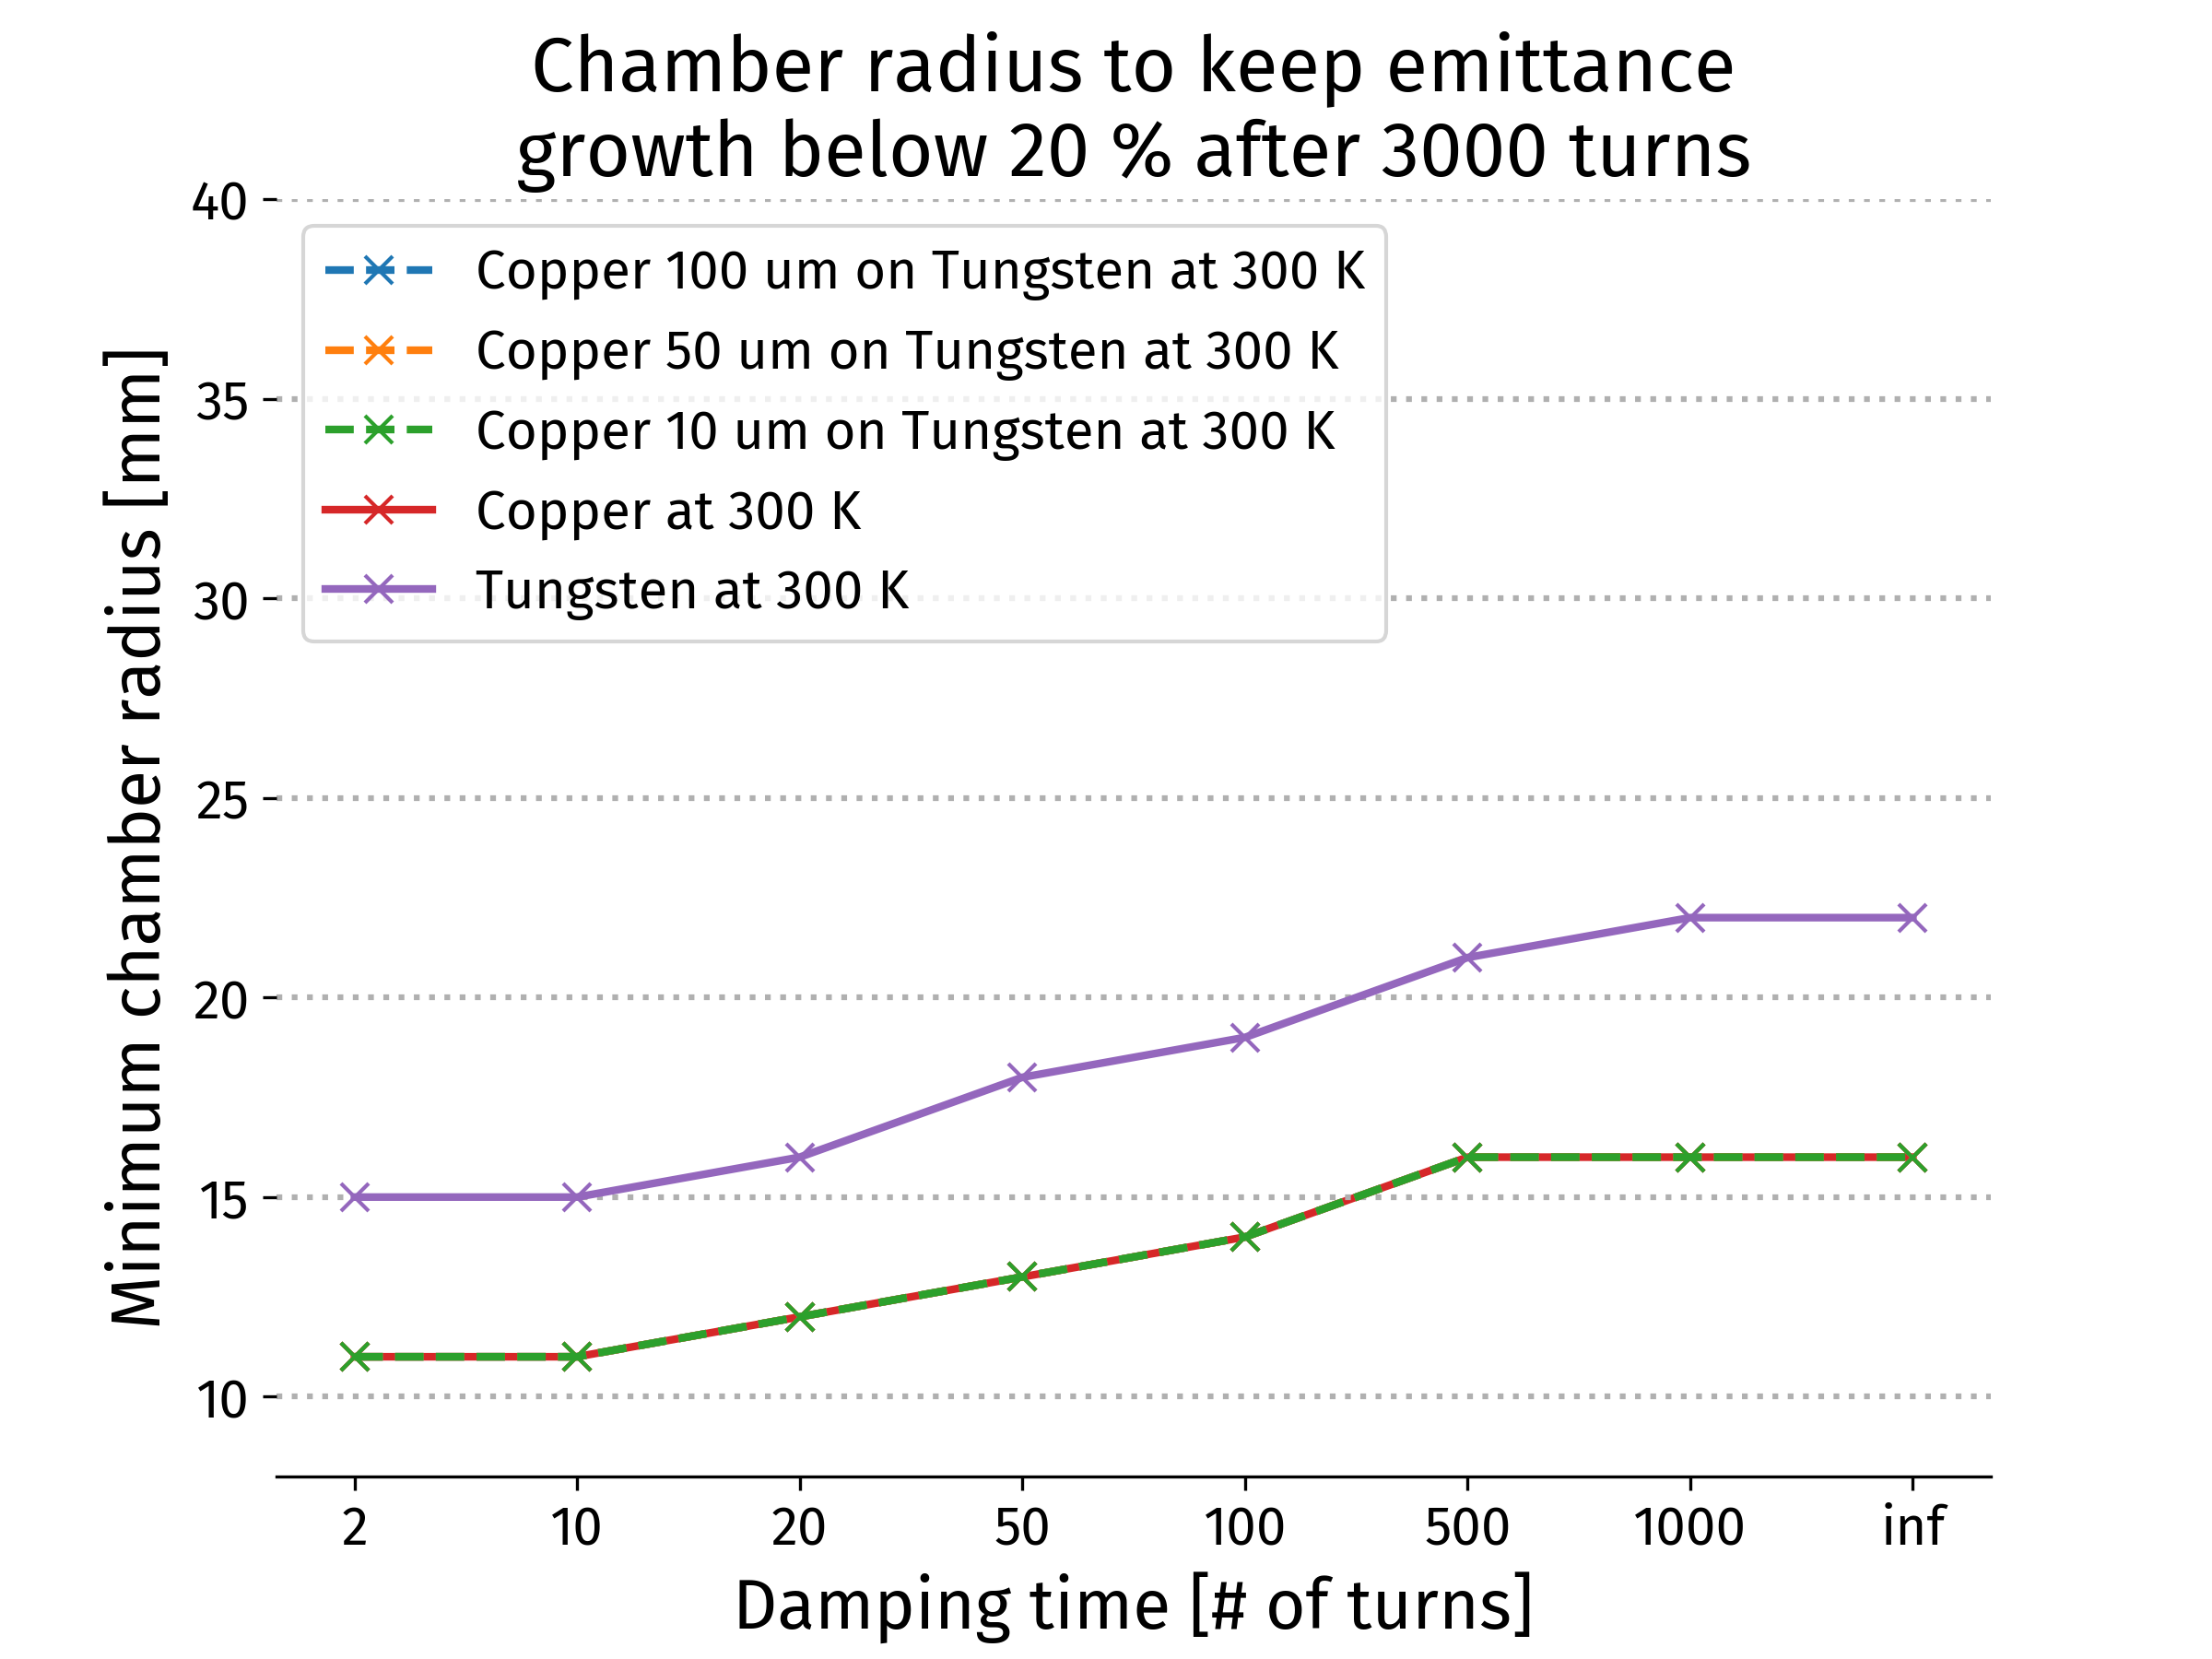 Chamber radius to keep emittance
growth below 20 % after 3000 turns
40
35
30
25
20
15
10
Minimum chamber radius [mm]
Copper 100 um on Tungsten at 300 K
Copper 50 um on Tungsten at 300 K
Copper 10 um on Tungsten at 300 K
Copper at 300 K
Tungsten at 300 K
2 10 20 50 100 500 1000 inf
Damping time [# of turns]